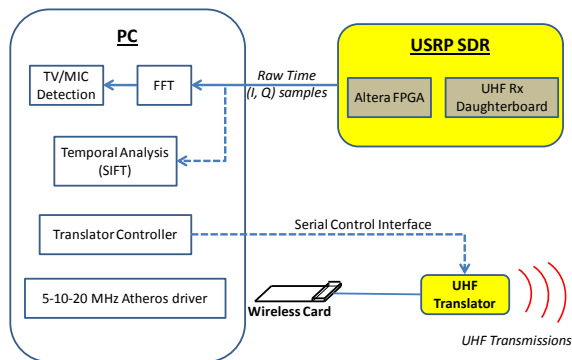 PC
TV/MIC
Detection
FFT
Temporal Analysis
(SIFT)
Translator Controller
5-10-20 MHz Atheros driver
Raw Time
(I, Q) samples
USRP SDR
Altera FPGA
UHF Rx
Daughterboard
Serial Control Interface
Wireless Card
UHF
Translator
UHF Transmissions